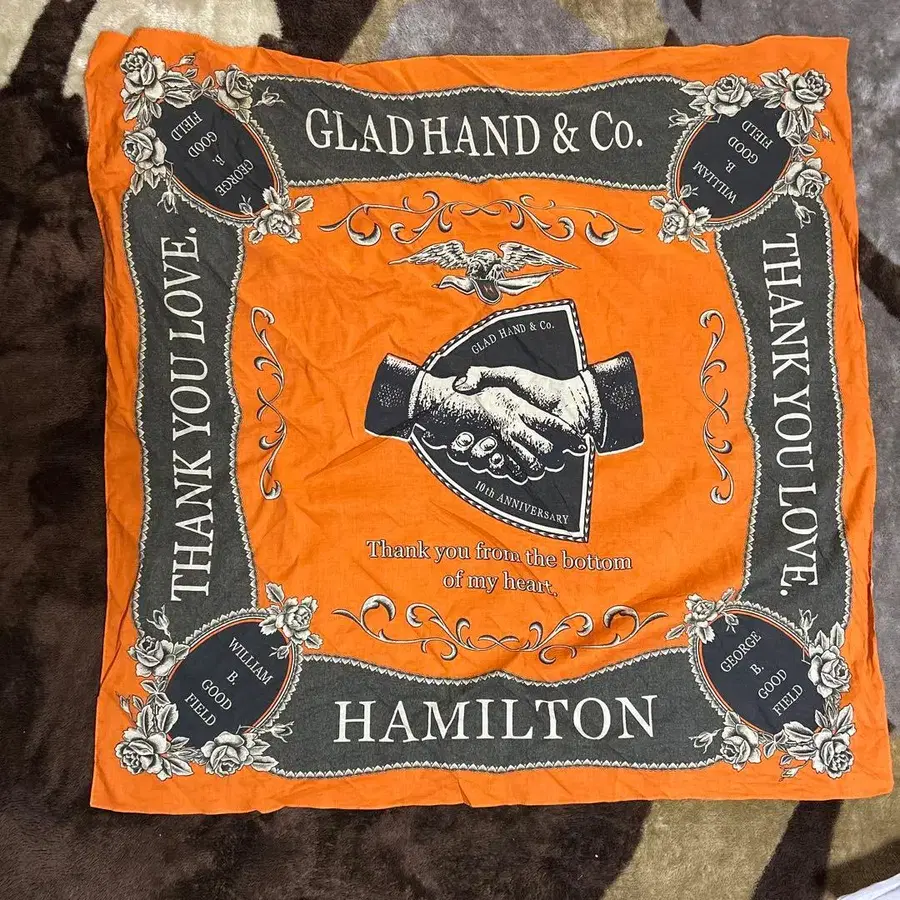 GLAD HAND & Co.
GEORGE
B.
GOOD
FIELD
WILLIAM
B.
GOOD
FIELD
THANK YOU LOVE.
THANK YOU LOVE.
GLAD HAND & Co.
10th ANNIVERSARY
Thank you from the bottom
of my heart.
WILLIAM
B.
GOOD
FIELD
GEORGE
B.
GOOD
FIELD
HAMILTON